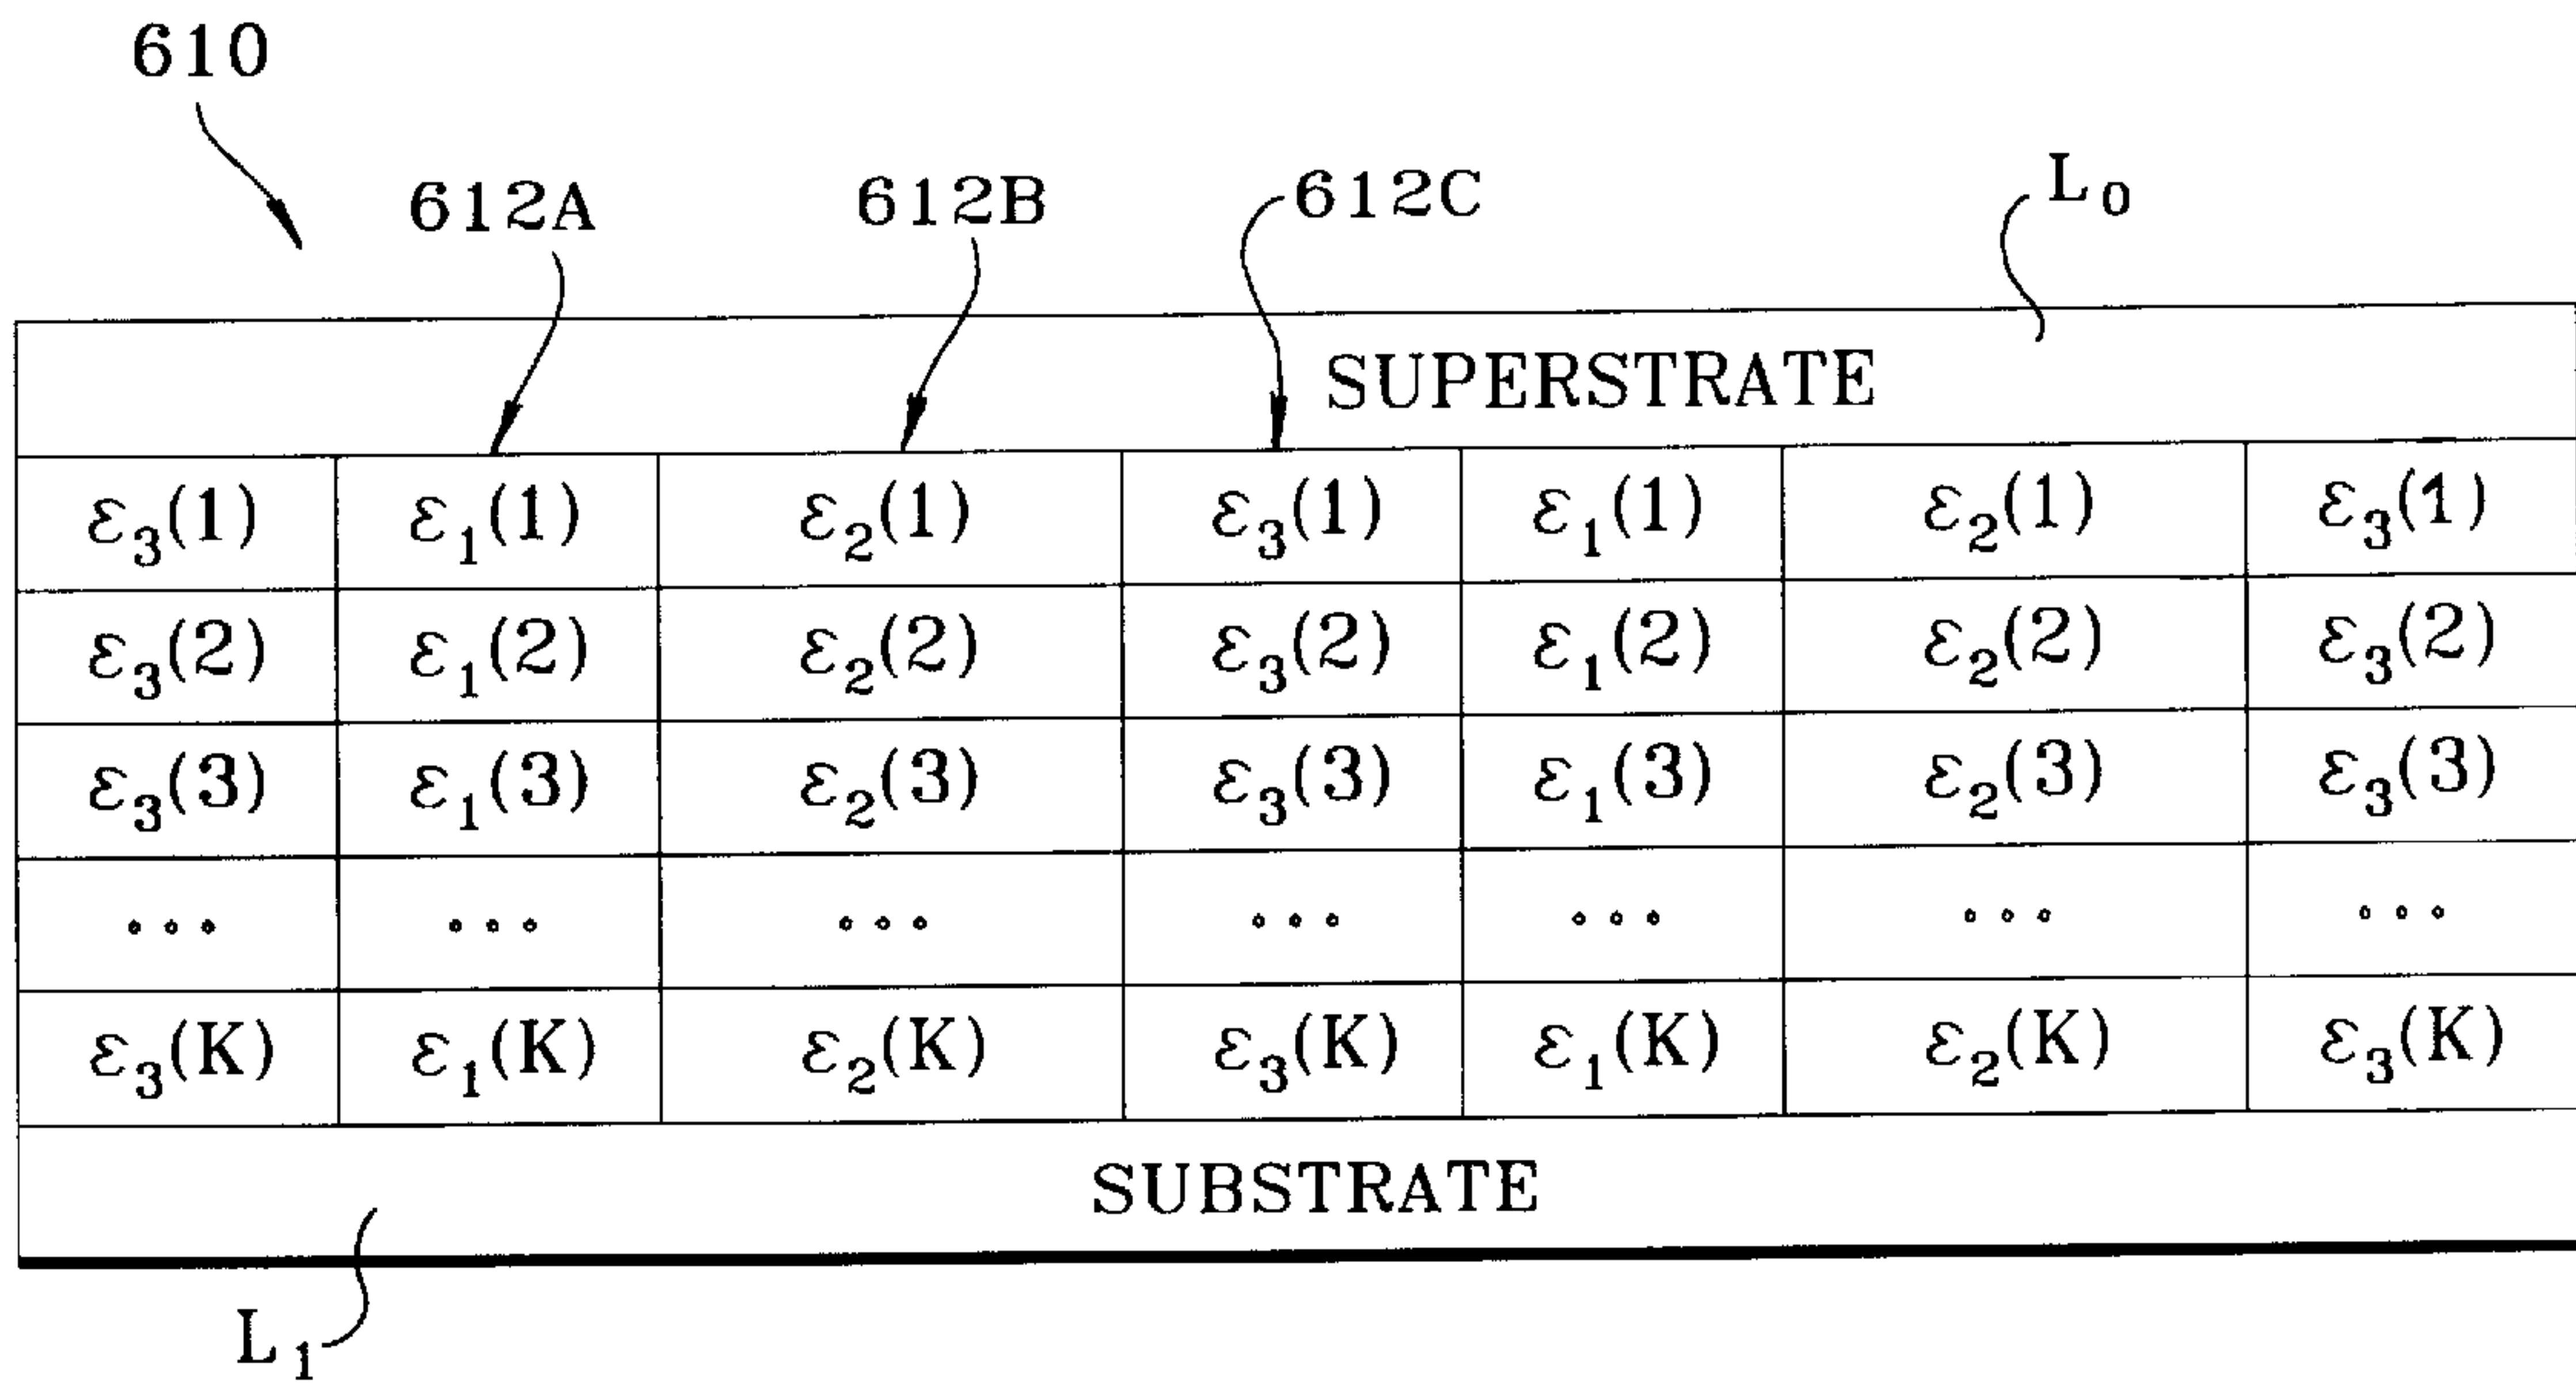 610
612A 612B 612C L₀
SUPERSTRATE
ε₃(1) ε₁(1) ε₂(1) ε₃(1) ε₁(1) ε₂(1) ε₃(1)
ε₃(2) ε₁(2) ε₂(2) ε₃(2) ε₁(2) ε₂(2) ε₃(2)
ε₃(3) ε₁(3) ε₂(3) ε₃(3) ε₁(3) ε₂(3) ε₃(3)
... ... ... ... ... ... ...
ε₃(K) ε₁(K) ε₂(K) ε₃(K) ε₁(K) ε₂(K) ε₃(K)
SUBSTRATE
L₁